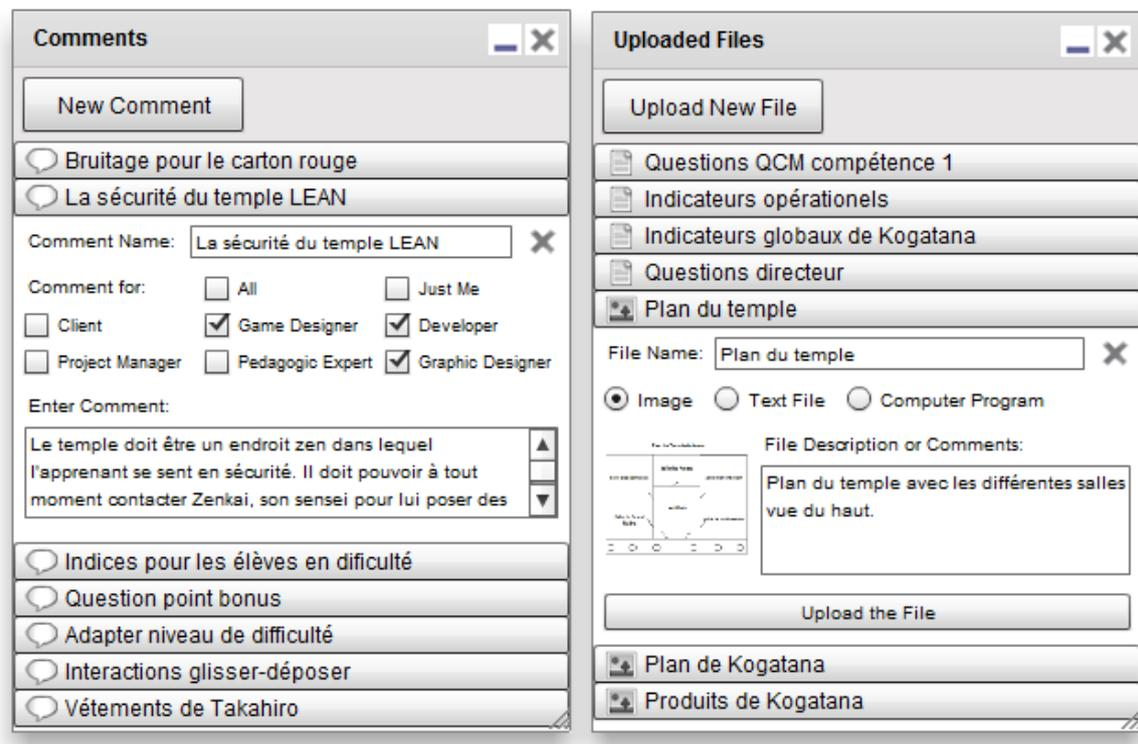 Comments
New Comment
Bruitage pour le carton rouge
La sécurité du temple LEAN
Comment Name: La sécurité du temple LEAN
Comment for: All Just Me
Client Game Designer Developer
Project Manager Pedagogic Expert Graphic Designer
Enter Comment:
Le temple doit être un endroit zen dans lequel
l'apprenant se sent en sécurité. Il doit pouvoir à tout
moment contacter Zenkai, son sensei pour lui poser des
Indices pour les élèves en dificulté
Question point bonus
Adapter niveau de difficulté
Interactions glisser-déposer
Vétements de Takahiro
Uploaded Files
Upload New File
Questions QCM compétence 1
Indicateurs opérationels
Indicateurs globaux de Kogatana
Questions directeur
Plan du temple
File Name: Plan du temple
Image Text File Computer Program
File Description or Comments:
Plan du temple avec les différentes salles
vue du haut.
Upload the File
Plan de Kogatana
Produits de Kogatana